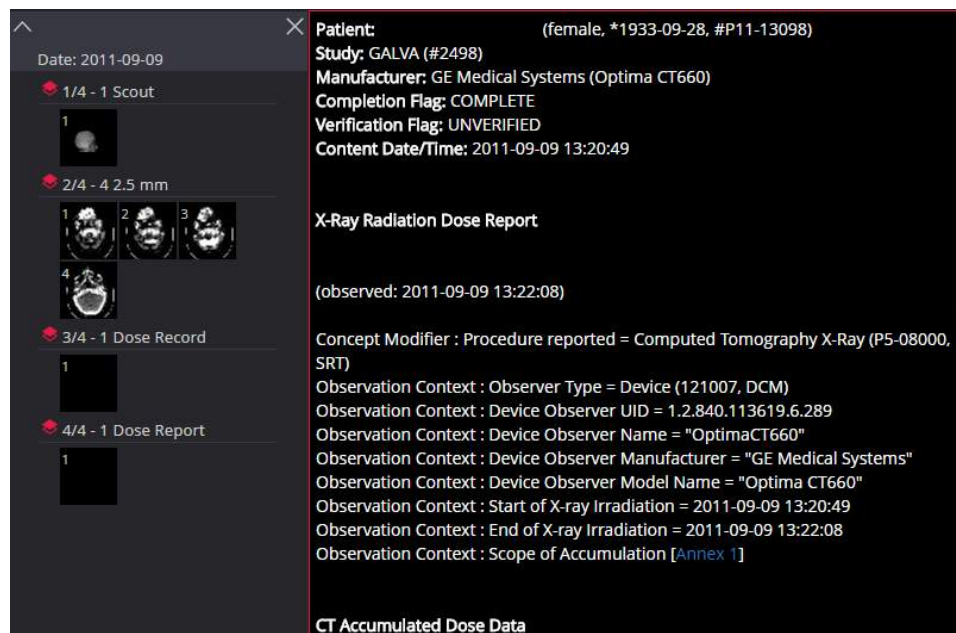 Date: 2011-09-09
1/4 - 1 Scout
1
2/4 - 4 2.5 mm
1 2 3
4
3/4 - 1 Dose Record
1
4/4 - 1 Dose Report
1
Patient: (female, *1933-09-28, #P11-13098)
Study: GALVA (#2498)
Manufacturer: GE Medical Systems (Optima CT660)
Completion Flag: COMPLETE
Verification Flag: UNVERIFIED
Content Date/Time: 2011-09-09 13:20:49
X-Ray Radiation Dose Report
(observed: 2011-09-09 13:22:08)
Concept Modifier : Procedure reported = Computed Tomography X-Ray (P5-08000,
SRT)
Observation Context : Observer Type = Device (121007, DCM)
Observation Context : Device Observer UID = 1.2.840.113619.6.289
Observation Context : Device Observer Name = "OptimaCT660"
Observation Context : Device Observer Manufacturer = "GE Medical Systems"
Observation Context : Device Observer Model Name = "Optima CT660"
Observation Context : Start of X-ray Irradiation = 2011-09-09 13:20:49
Observation Context : End of X-ray Irradiation = 2011-09-09 13:22:08
Observation Context : Scope of Accumulation [Annex 1]
CT Accumulated Dose Data